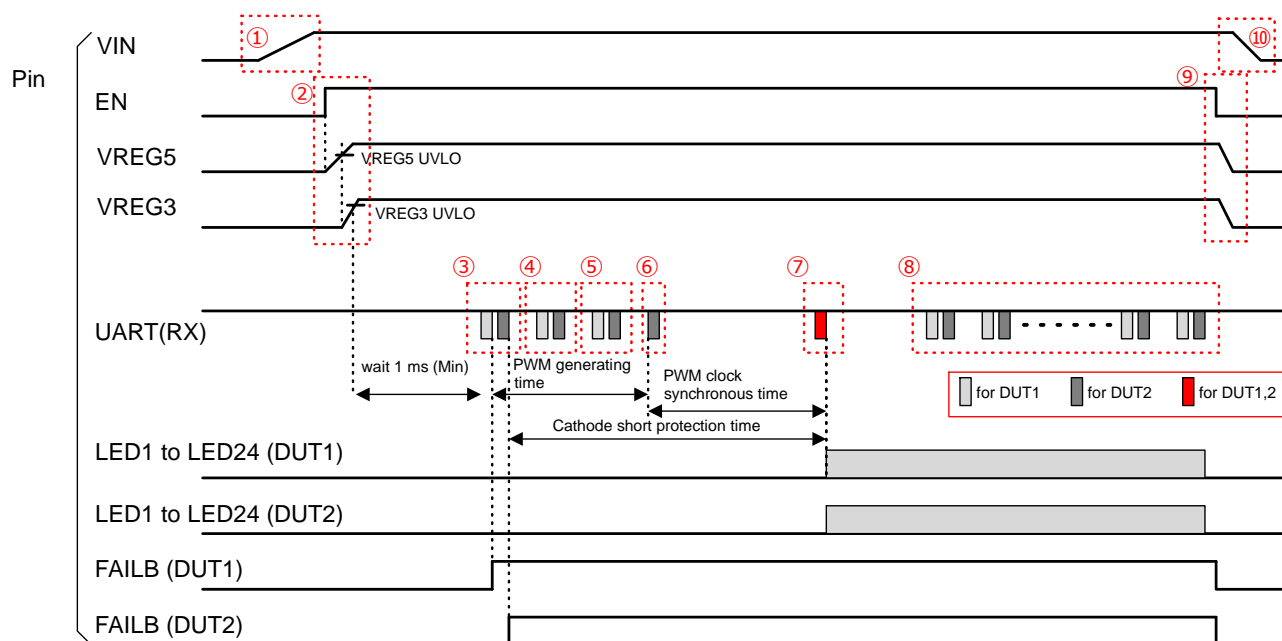 Pin
VIN
①
⑩
EN
②
⑨
VREG5
VREG5 UVLO
VREG3
VREG3 UVLO
③
④
⑤
⑥
⑦
⑧
UART(RX)
wait 1 ms (Min)
PWM generating
time
PWM clock
synchronous time
Cathode short protection time
for DUT1
for DUT2
for DUT1,2
LED1 to LED24 (DUT1)
LED1 to LED24 (DUT2)
FAILB (DUT1)
FAILB (DUT2)